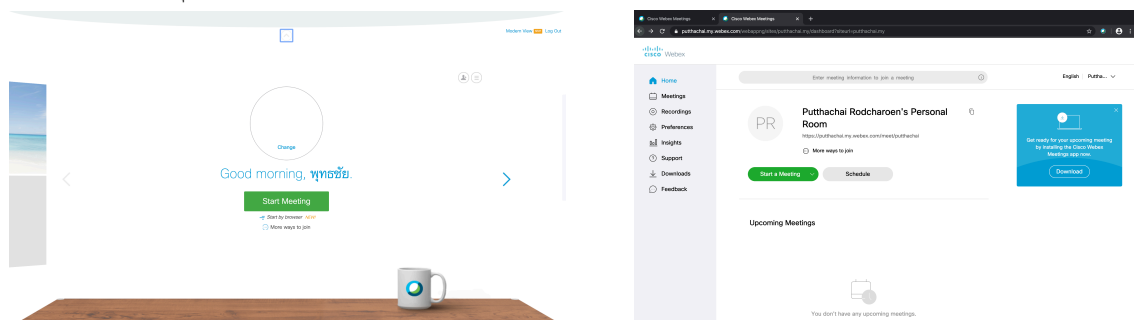 Modern View NEW Log Out
Change
Good morning, พุทธชัย.
Start Meeting
Start by browser NEW!
More ways to join
Cisco Webex Meetings
Cisco Webex Meetings
putthachai.my.webex.com/webappng/sites/putthachai.my/dashboard?siteurl=putthachai.my
CISCO Webex
Enter meeting information to join a meeting
English Puttha...
Home
Meetings
Recordings
Preferences
Insights
Support
Downloads
Feedback
PR
Putthachai Rodcharoen's Personal
Room
https://putthachai.my.webex.com/meet/putthachai
More ways to join
Start a Meeting
Schedule
Get ready for your upcoming meeting
by installing the Cisco Webex
Meetings app now.
Download
Upcoming Meetings
You don't have any upcoming meetings.